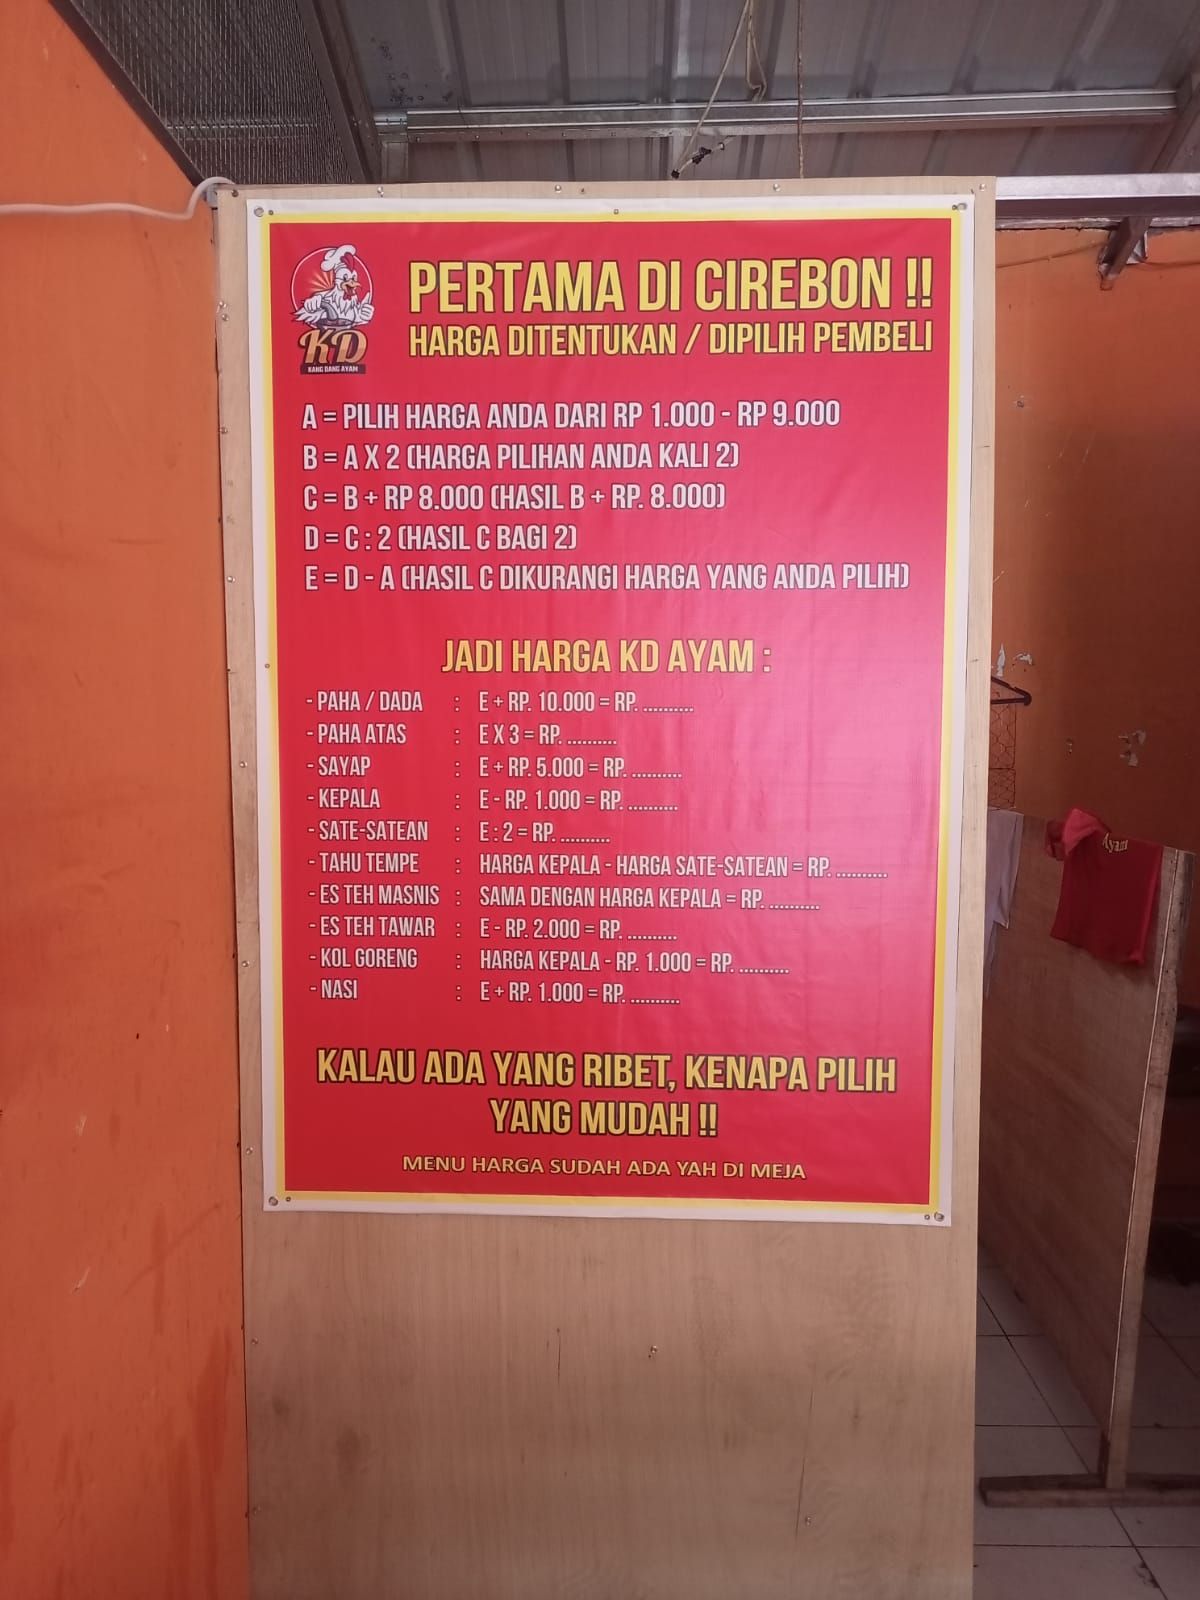 KD
KANG DANG AYAM
PERTAMA DI CIREBON !!
HARGA DITENTUKAN / DIPILIH PEMBELI
A = PILIH HARGA ANDA DARI RP 1.000 - RP 9.000
B = A X 2 (HARGA PILIHAN ANDA KALI 2)
C = B + RP 8.000 (HASIL B + RP. 8.000)
D = C : 2 (HASIL C BAGI 2)
E = D - A (HASIL C DIKURANGI HARGA YANG ANDA PILIH)
JADI HARGA KD AYAM :
- PAHA / DADA : E + RP. 10.000 = RP. ..........
- PAHA ATAS : E X 3 = RP. ..........
- SAYAP : E + RP. 5.000 = RP. ..........
- KEPALA : E - RP. 1.000 = RP. ..........
- SATE-SATEAN : E : 2 = RP. ..........
- TAHU TEMPE : HARGA KEPALA - HARGA SATE-SATEAN = RP. ..........
- ES TEH MASNIS : SAMA DENGAN HARGA KEPALA = RP. ..........
- ES TEH TAWAR : E - RP. 2.000 = RP. ..........
- KOL GORENG : HARGA KEPALA - RP. 1.000 = RP. ..........
- NASI : E + RP. 1.000 = RP. ..........
KALAU ADA YANG RIBET, KENAPA PILIH
YANG MUDAH !!
MENU HARGA SUDAH ADA YAH DI MEJA
Ayam